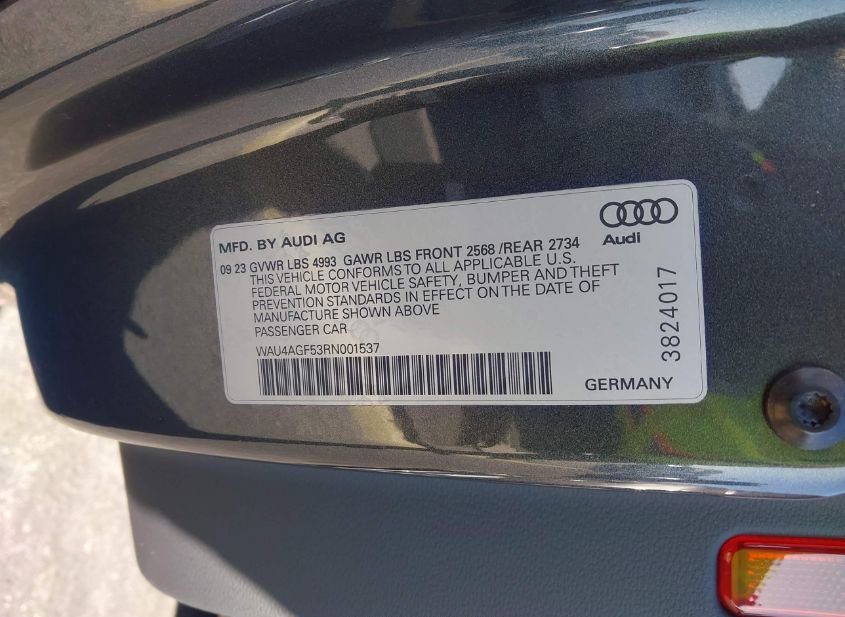 MFD. BY AUDI AG
Audi
09 23 GVWR LBS 4993 GAWR LBS FRONT 2568 /REAR 2734
THIS VEHICLE CONFORMS TO ALL APPLICABLE U.S.
FEDERAL MOTOR VEHICLE SAFETY, BUMPER AND THEFT
PREVENTION STANDARDS IN EFFECT ON THE DATE OF
MANUFACTURE SHOWN ABOVE
PASSENGER CAR
WAU4AGF53RN001537
GERMANY
3824017